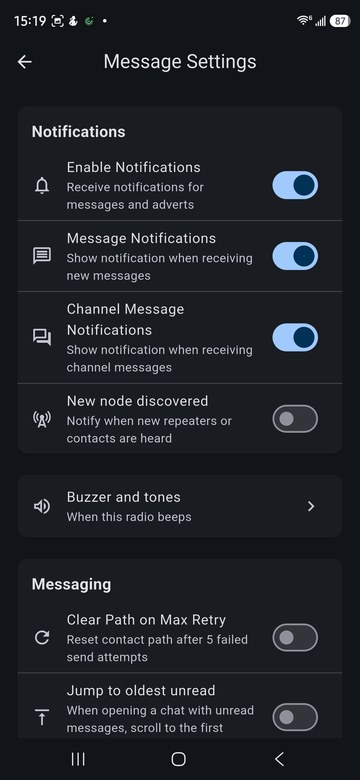 15:19
6
87
Message Settings
Notifications
Enable Notifications
Receive notifications for
messages and adverts
Message Notifications
Show notification when receiving
new messages
Channel Message
Notifications
Show notification when receiving
channel messages
New node discovered
Notify when new repeaters or
contacts are heard
Buzzer and tones
When this radio beeps
Messaging
Clear Path on Max Retry
Reset contact path after 5 failed
send attempts
Jump to oldest unread
When opening a chat with unread
messages, scroll to the first